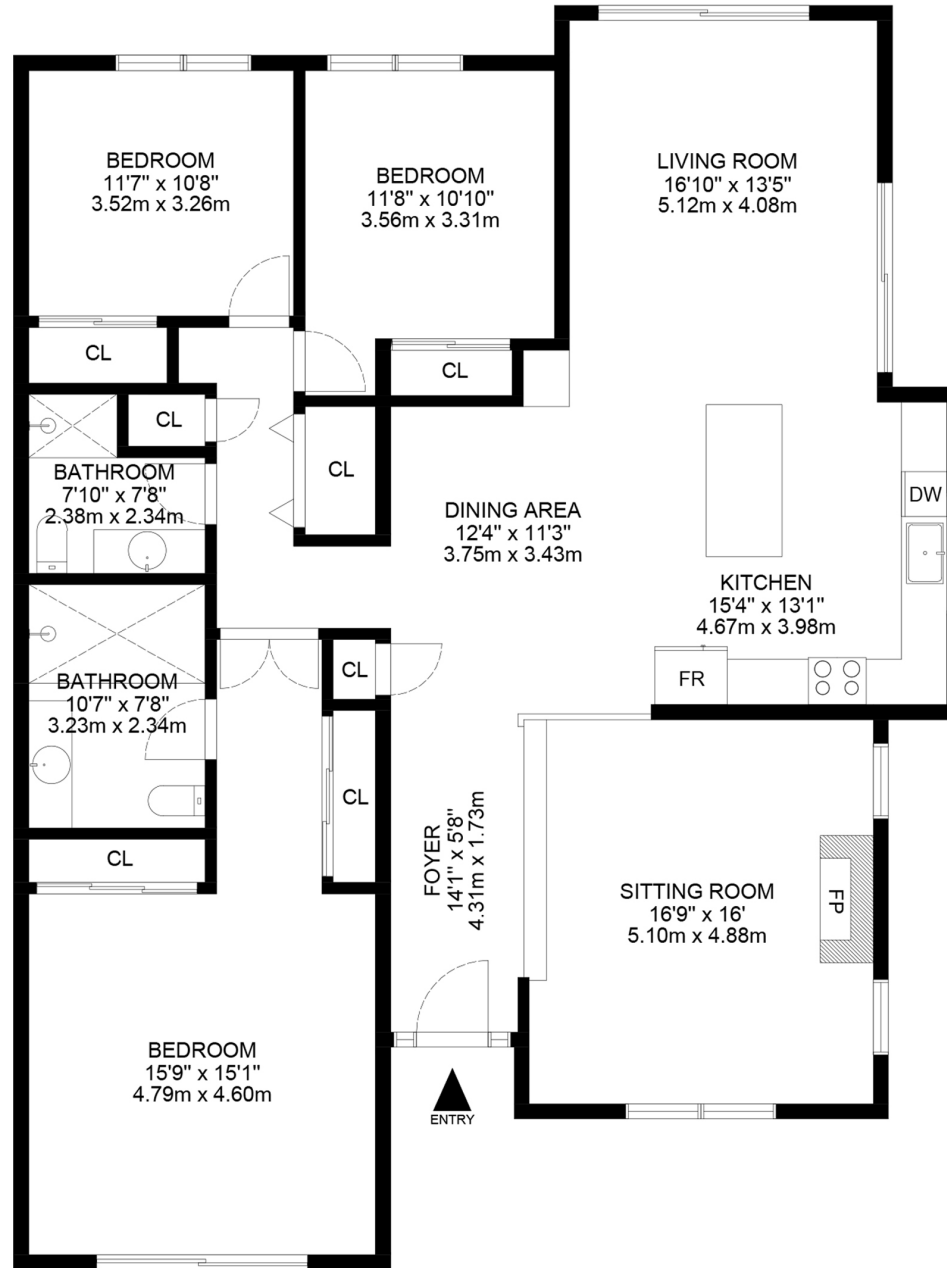 BEDROOM
11'7" x 10'8"
3.52m x 3.26m
BEDROOM
11'8" x 10'10"
3.56m x 3.31m
LIVING ROOM
16'10" x 13'5"
5.12m x 4.08m
CL
CL
CL
CL
BATHROOM
7'10" x 7'8"
2.38m x 2.34m
DINING AREA
12'4" x 11'3"
3.75m x 3.43m
DW
KITCHEN
15'4" x 13'1"
4.67m x 3.98m
FR
CL
BATHROOM
10'7" x 7'8"
3.23m x 2.34m
CL
CL
FOYER
14'1" x 5'8"
4.31m x 1.73m
SITTING ROOM
16'9" x 16'
5.10m x 4.88m
FP
BEDROOM
15'9" x 15'1"
4.79m x 4.60m
ENTRY